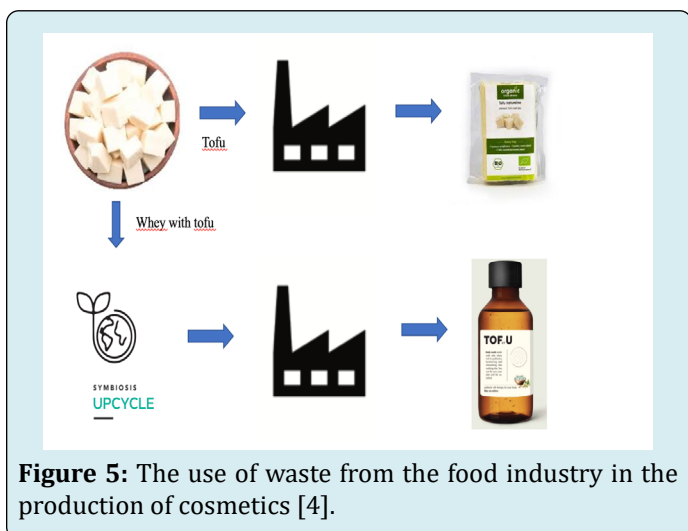 Tofu
organic
BIO
Whey with tofu
SYMBIOSIS
UPCYCLE
TOF.U
Figure 5: The use of waste from the food industry in the
production of cosmetics [4].